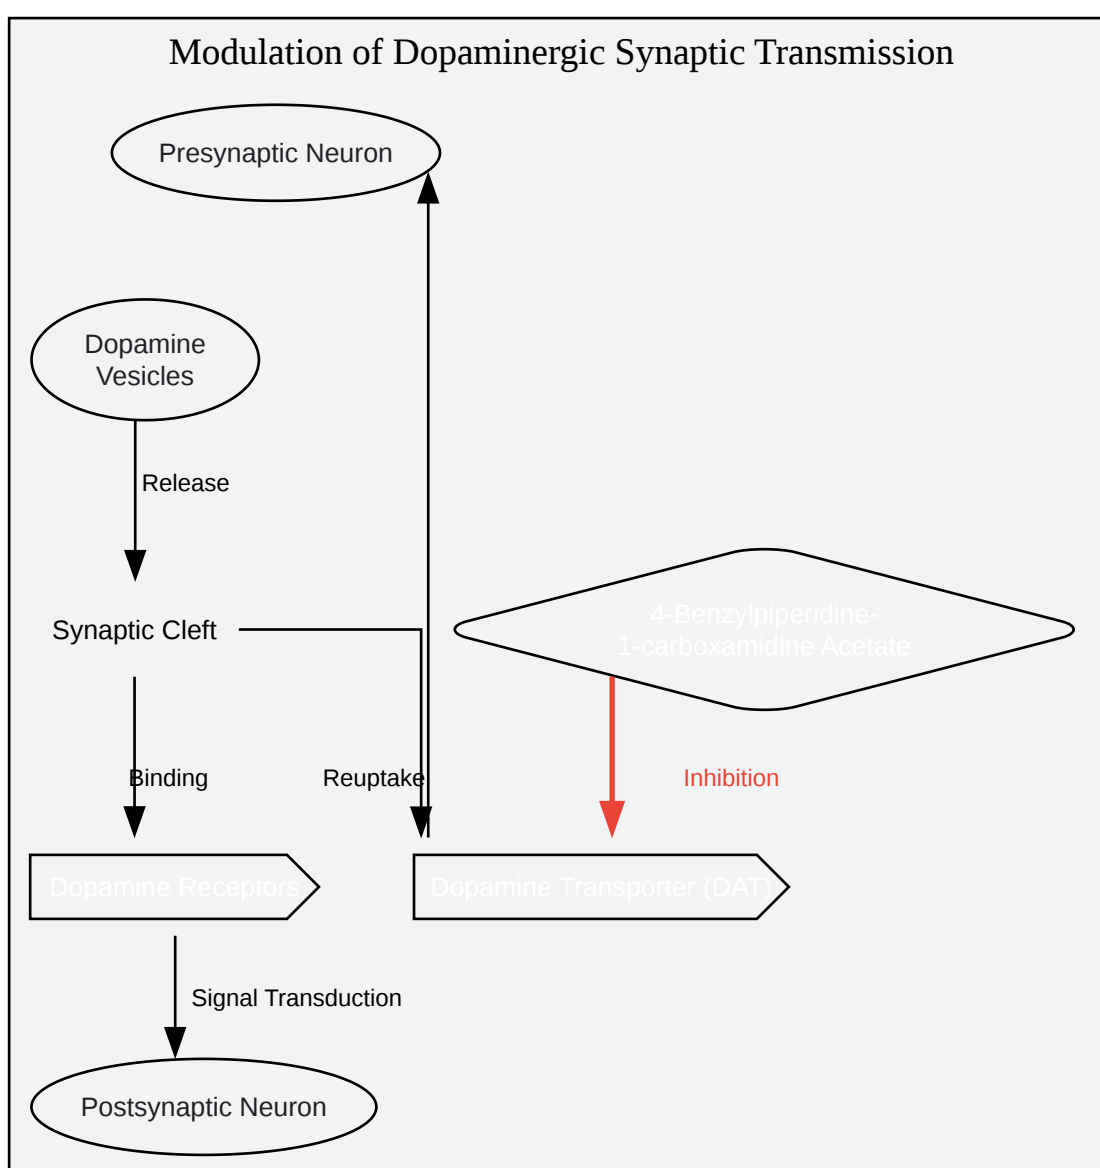 Modulation of Dopaminergic Synaptic Transmission
Presynaptic Neuron
Dopamine
Vesicles
Release
Synaptic Cleft
4-Benzylpiperidine-
1-carboxamidine Acetate
Binding
Reuptake
Inhibition
Dopamine Receptors
Dopamine Transporter (DAT)
Signal Transduction
Postsynaptic Neuron